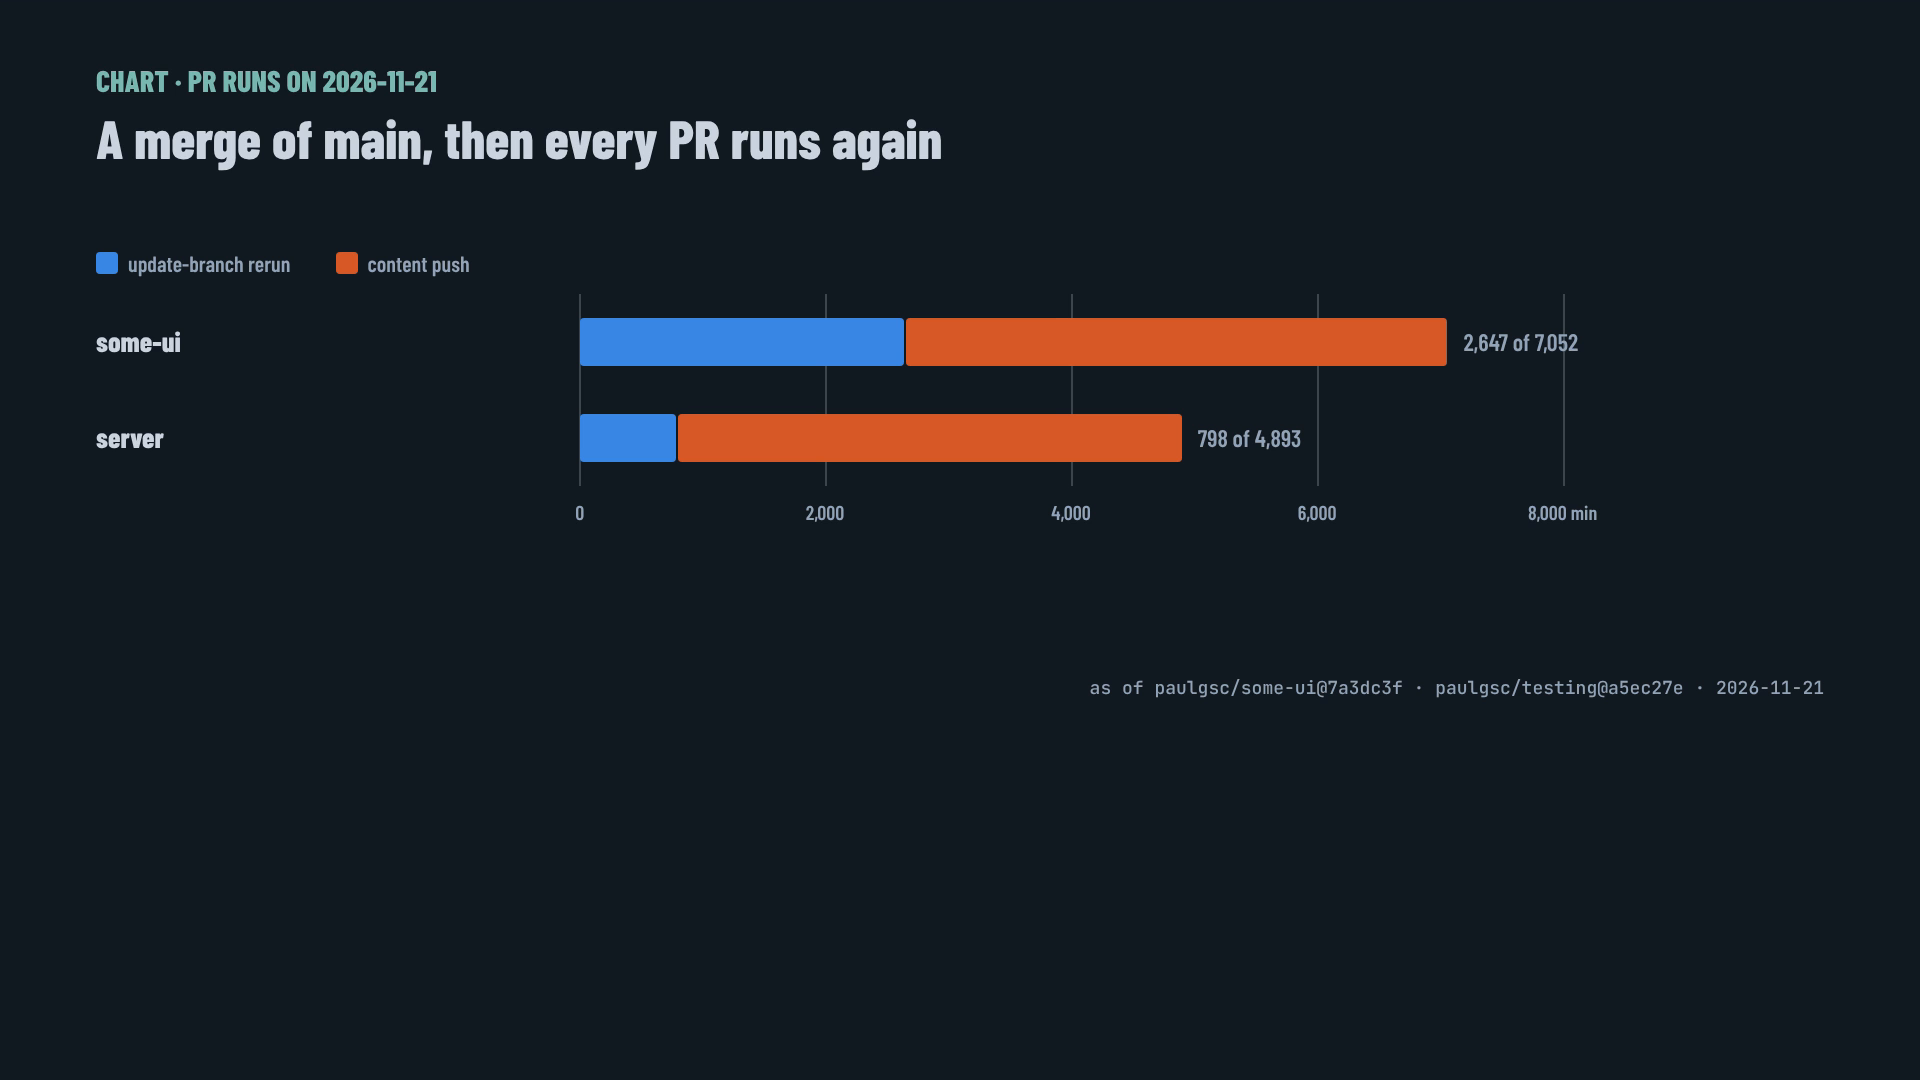 CHART · PR RUNS ON 2026-11-21
A merge of main, then every PR runs again
update-branch rerun content push
some-ui 2,647 of 7,052
server 798 of 4,893
0 2,000 4,000 6,000 8,000 min
as of paulgsc/some-ui@7a3dc3f · paulgsc/testing@a5ec27e · 2026-11-21